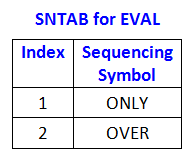 SNTAB for EVAL
Index Sequencing
Symbol
1 ONLY
2 OVER